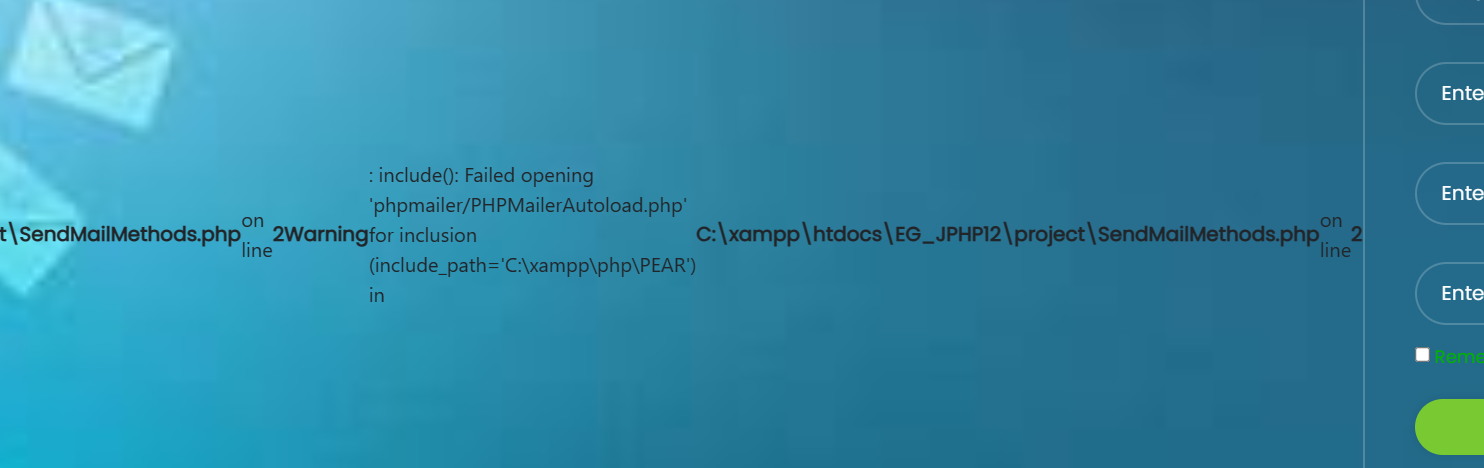 t\SendMailMethods.php
on
line
2Warning
: include(): Failed opening
'phpmailer/PHPMailerAutoload.php'
for inclusion
(include_path='C:\xampp\php\PEAR')
in
C:\xampp\htdocs\EG_JPHP12\project\SendMailMethods.php
on
line
2
Ente
Ente
Ente
Reme